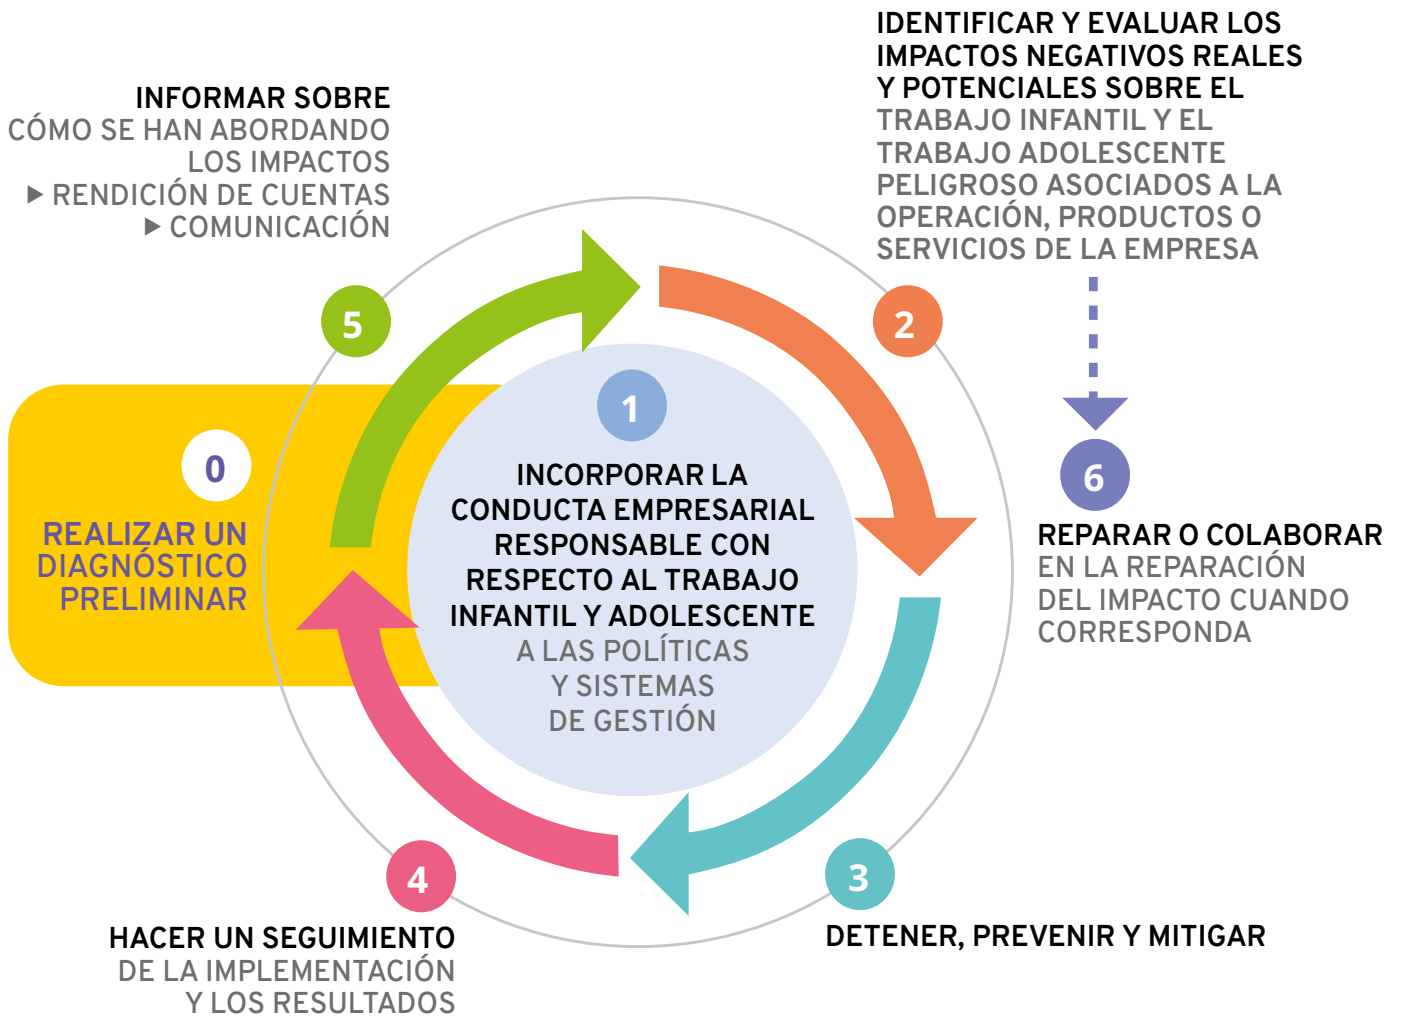 0
REALIZAR UN
DIAGNÓSTICO
PRELIMINAR
1
INCORPORAR LA
CONDUCTA EMPRESARIAL
RESPONSABLE CON
RESPECTO AL TRABAJO
INFANTIL Y ADOLESCENTE
A LAS POLÍTICAS
Y SISTEMAS
DE GESTIÓN
2
IDENTIFICAR Y EVALUAR LOS
IMPACTOS NEGATIVOS REALES
Y POTENCIALES SOBRE EL
TRABAJO INFANTIL Y EL
TRABAJO ADOLESCENTE
PELIGROSO ASOCIADOS A LA
OPERACIÓN, PRODUCTOS O
SERVICIOS DE LA EMPRESA
3
DETENER, PREVENIR Y MITIGAR
4
HACER UN SEGUIMIENTO
DE LA IMPLEMENTACIÓN
Y LOS RESULTADOS
5
INFORMAR SOBRE
CÓMO SE HAN ABORDANDO
LOS IMPACTOS
▶ RENDICIÓN DE CUENTAS
▶ COMUNICACIÓN
6
REPARAR O COLABORAR
EN LA REPARACIÓN
DEL IMPACTO CUANDO
CORRESPONDA